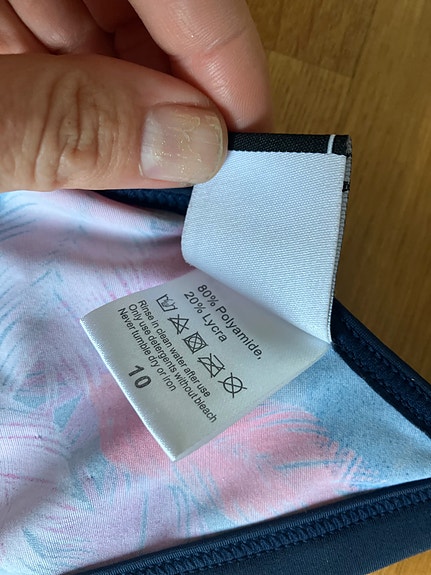 80% Polyamide.
20% Lycra
Rinse in clean water after use
Only use detergents without bleach
Never tumble dry or iron
10